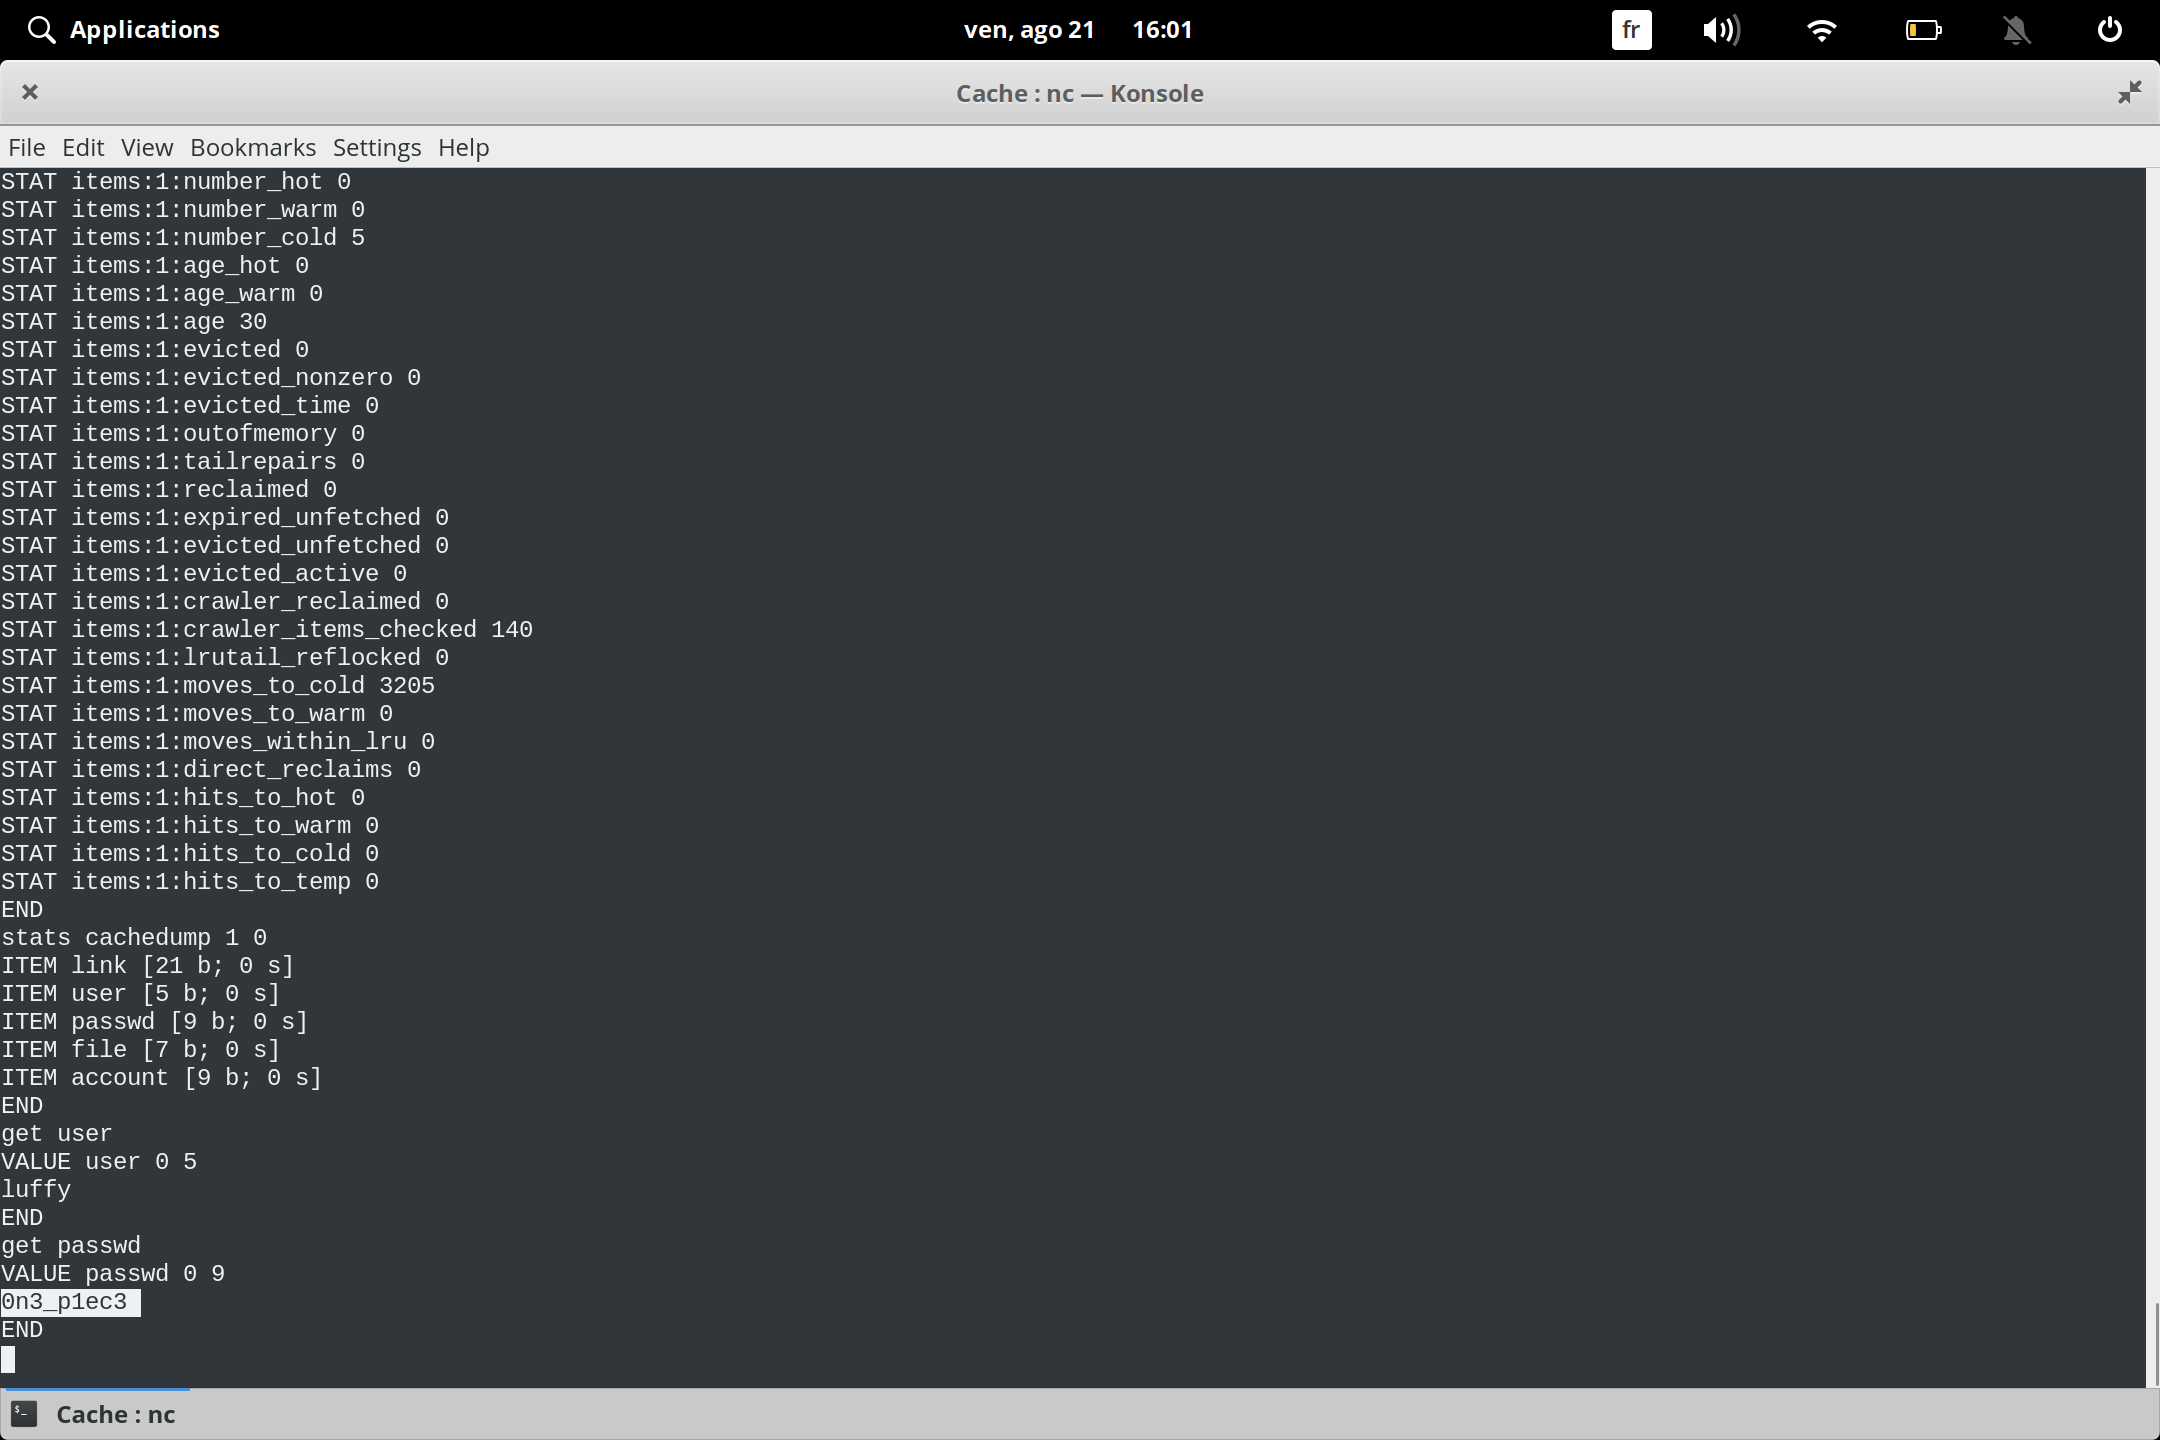 Applications
ven, ago 21 16:01
fr
Cache : nc — Konsole
File Edit View Bookmarks Settings Help
STAT items:1:number_hot 0
STAT items:1:number_warm 0
STAT items:1:number_cold 5
STAT items:1:age_hot 0
STAT items:1:age_warm 0
STAT items:1:age 30
STAT items:1:evicted 0
STAT items:1:evicted_nonzero 0
STAT items:1:evicted_time 0
STAT items:1:outofmemory 0
STAT items:1:tailrepairs 0
STAT items:1:reclaimed 0
STAT items:1:expired_unfetched 0
STAT items:1:evicted_unfetched 0
STAT items:1:evicted_active 0
STAT items:1:crawler_reclaimed 0
STAT items:1:crawler_items_checked 140
STAT items:1:lrutail_reflocked 0
STAT items:1:moves_to_cold 3205
STAT items:1:moves_to_warm 0
STAT items:1:moves_within_lru 0
STAT items:1:direct_reclaims 0
STAT items:1:hits_to_hot 0
STAT items:1:hits_to_warm 0
STAT items:1:hits_to_cold 0
STAT items:1:hits_to_temp 0
END
stats cachedump 1 0
ITEM link [21 b; 0 s]
ITEM user [5 b; 0 s]
ITEM passwd [9 b; 0 s]
ITEM file [7 b; 0 s]
ITEM account [9 b; 0 s]
END
get user
VALUE user 0 5
luffy
END
get passwd
VALUE passwd 0 9
0n3_p1ec3
END
Cache : nc